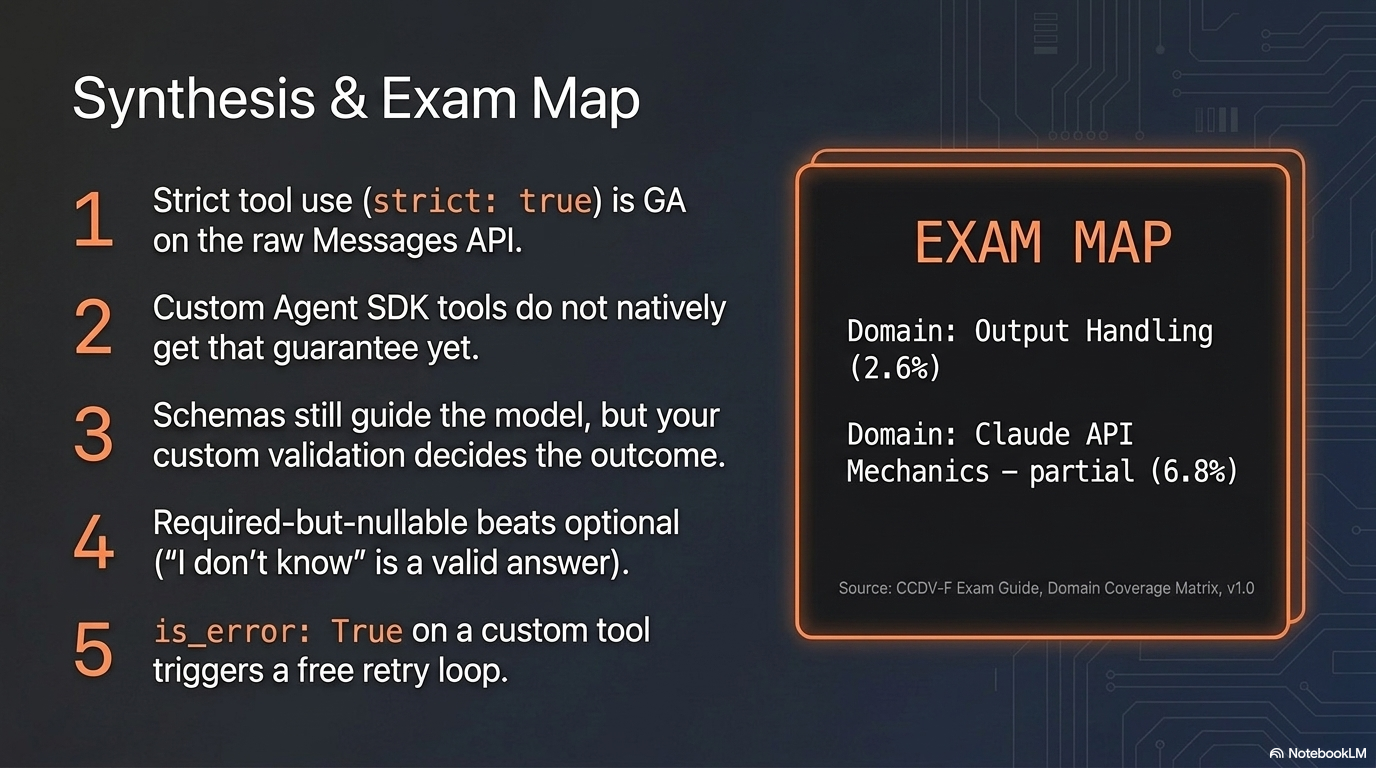 Synthesis & Exam Map
1
Strict tool use (strict: true) is GA
on the raw Messages API.
2
Custom Agent SDK tools do not natively
get that guarantee yet.
3
Schemas still guide the model, but your
custom validation decides the outcome.
4
Required-but-nullable beats optional
(“I don’t know” is a valid answer).
5
is_error: True on a custom tool
triggers a free retry loop.
EXAM MAP
Domain: Output Handling
(2.6%)
Domain: Claude API
Mechanics – partial (6.8%)
Source: CCDV-F Exam Guide, Domain Coverage Matrix, v1.0
NotebookLM